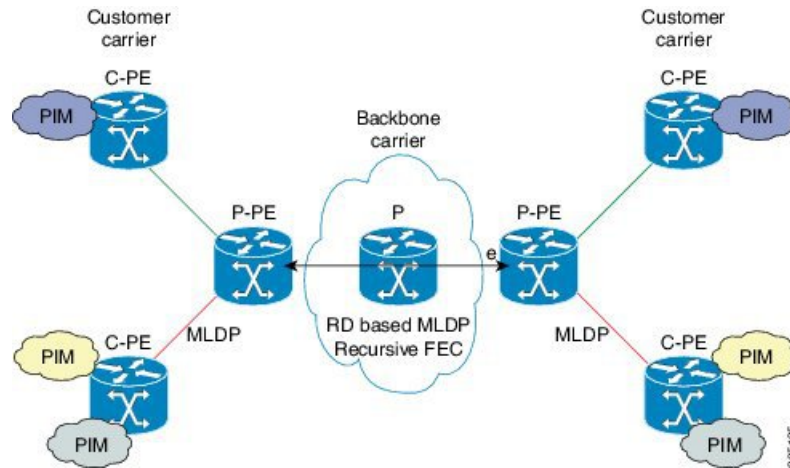 Customer
carrier
C-PE
PIM
Customer
carrier
C-PE
PIM
Backbone
carrier
P-PE
P
P-PE
e
RD based MLDP
Recursive FEC
MLDP
C-PE
PIM
PIM
MLDP
C-PE
PIM
PIM